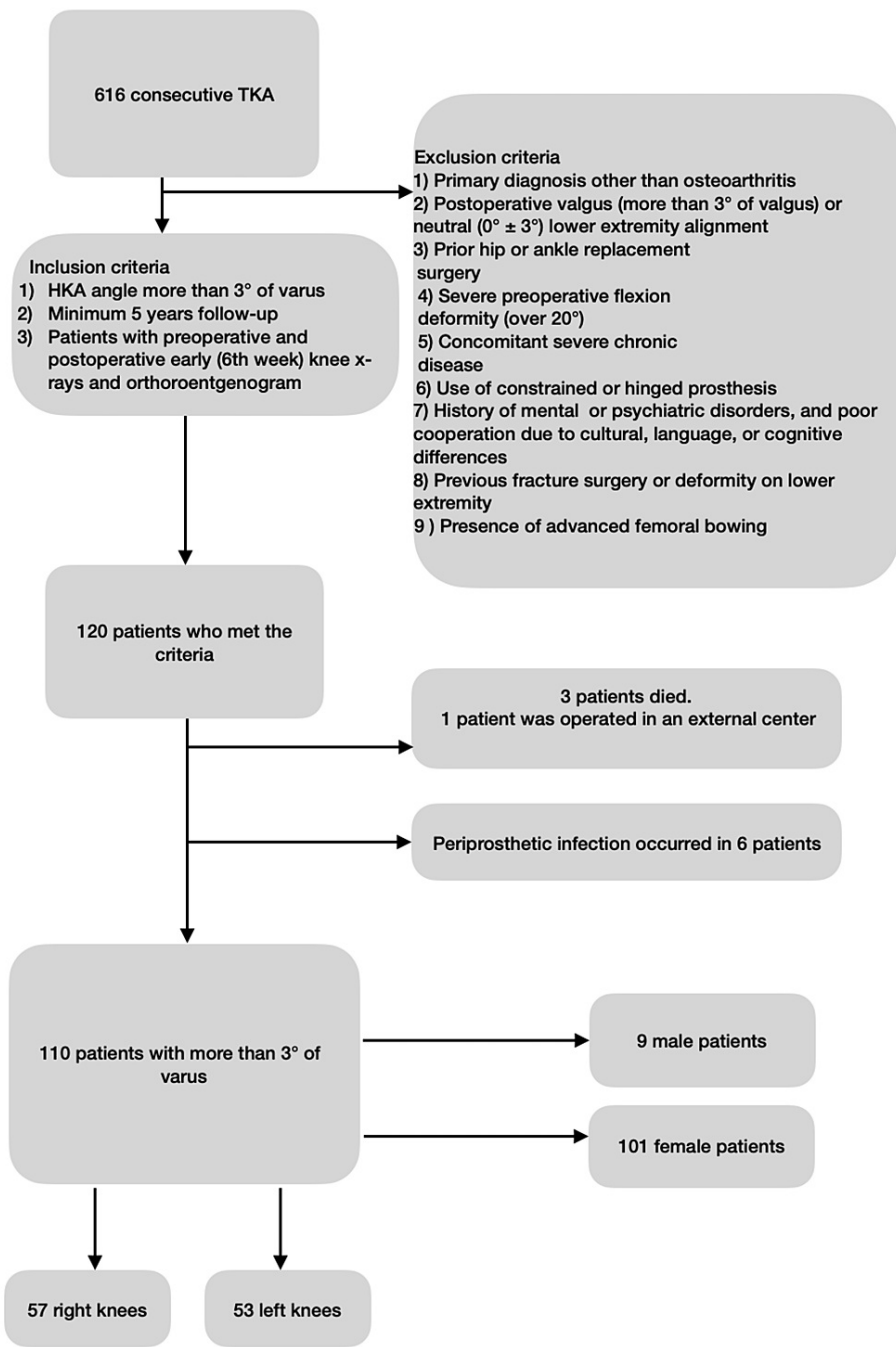 616 consecutive TKA
Exclusion criteria
1) Primary diagnosis other than osteoarthritis
2) Postoperative valgus (more than 3° of valgus) or
neutral (0° ± 3°) lower extremity alignment
3) Prior hip or ankle replacement
surgery
4) Severe preoperative flexion
deformity (over 20°)
5) Concomitant severe chronic
disease
6) Use of constrained or hinged prosthesis
7) History of mental or psychiatric disorders, and poor
cooperation due to cultural, language, or cognitive
differences
8) Previous fracture surgery or deformity on lower
extremity
9 ) Presence of advanced femoral bowing
Inclusion criteria
1) HKA angle more than 3° of varus
2) Minimum 5 years follow-up
3) Patients with preoperative and
postoperative early (6th week) knee x-
rays and orthoroentgenogram
120 patients who met the
criteria
3 patients died.
1 patient was operated in an external center
Periprosthetic infection occurred in 6 patients
110 patients with more than 3° of
varus
9 male patients
101 female patients
57 right knees
53 left knees